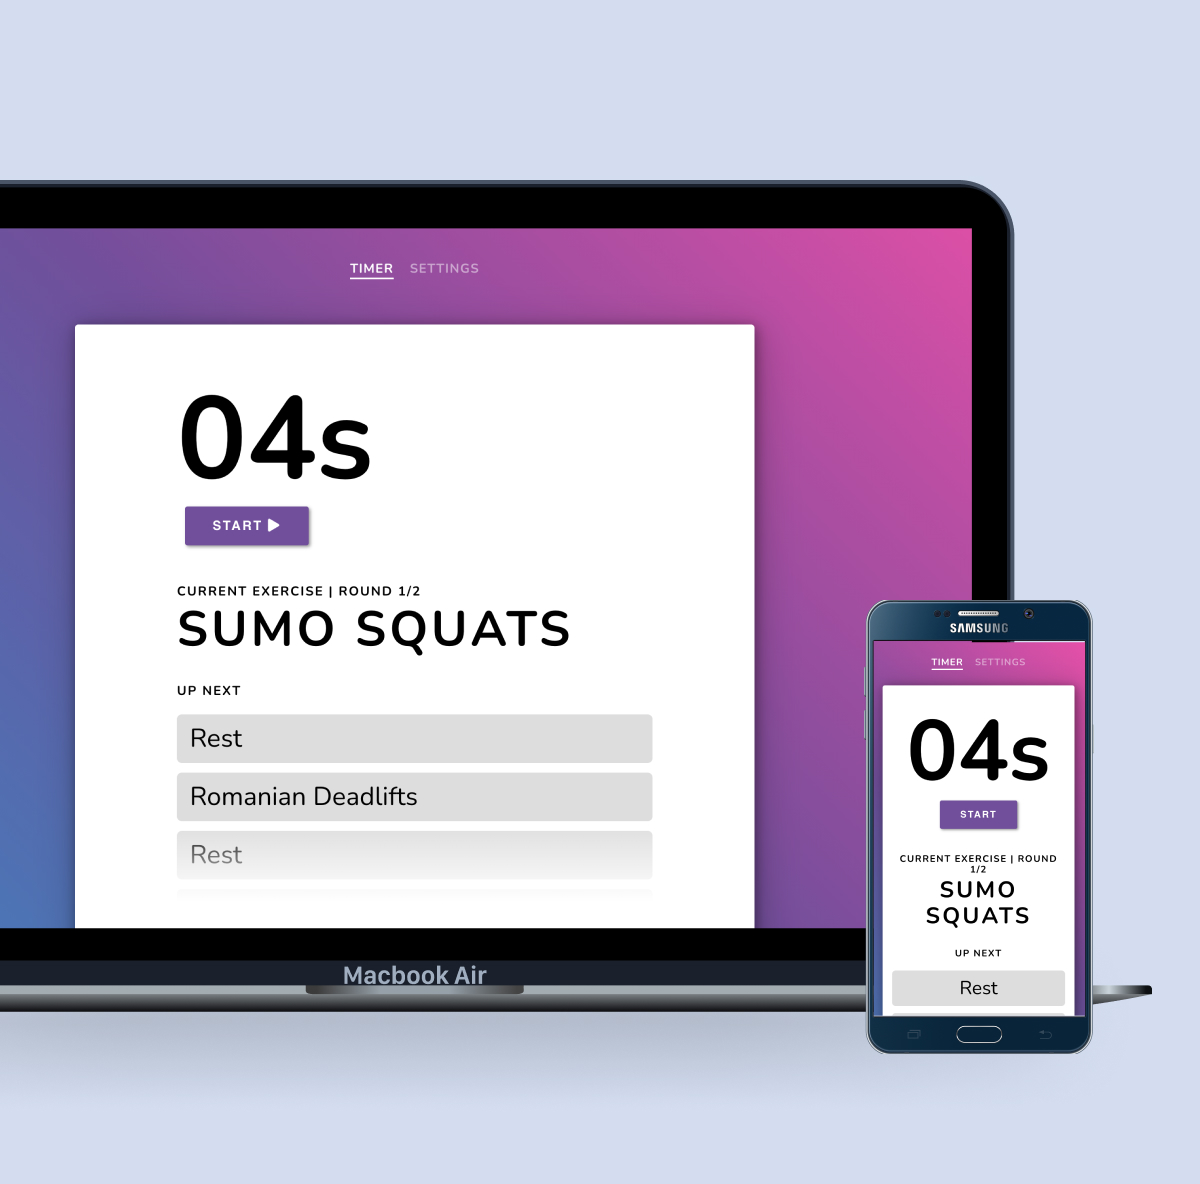 TIMER SETTINGS
04s
START
CURRENT EXERCISE | ROUND 1/2
SUMO SQUATS
UP NEXT
Rest
Romanian Deadlifts
Rest
Macbook Air
SAMSUNG
TIMER SETTINGS
04s
START
CURRENT EXERCISE | ROUND
1/2
SUMO
SQUATS
UP NEXT
Rest